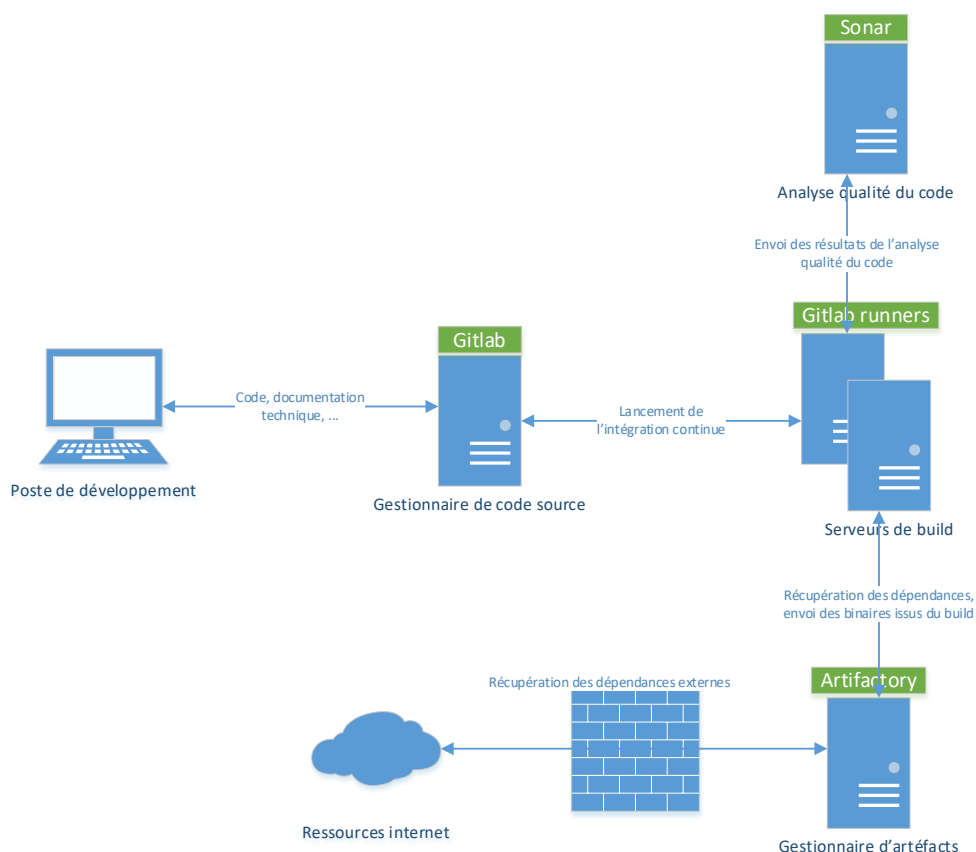 Sonar
Analyse qualité du code
Envoi des résultats de l’analyse
qualité du code
Gitlab runners
Gitlab
Code, documentation
technique, ...
Lancement de
l’intégration continue
Poste de développement
Gestionnaire de code source
Serveurs de build
Récupération des dépendances,
envoi des binaires issus du build
Artifactory
Récupération des dépendances externes
Ressources internet
Gestionnaire d’artéfacts